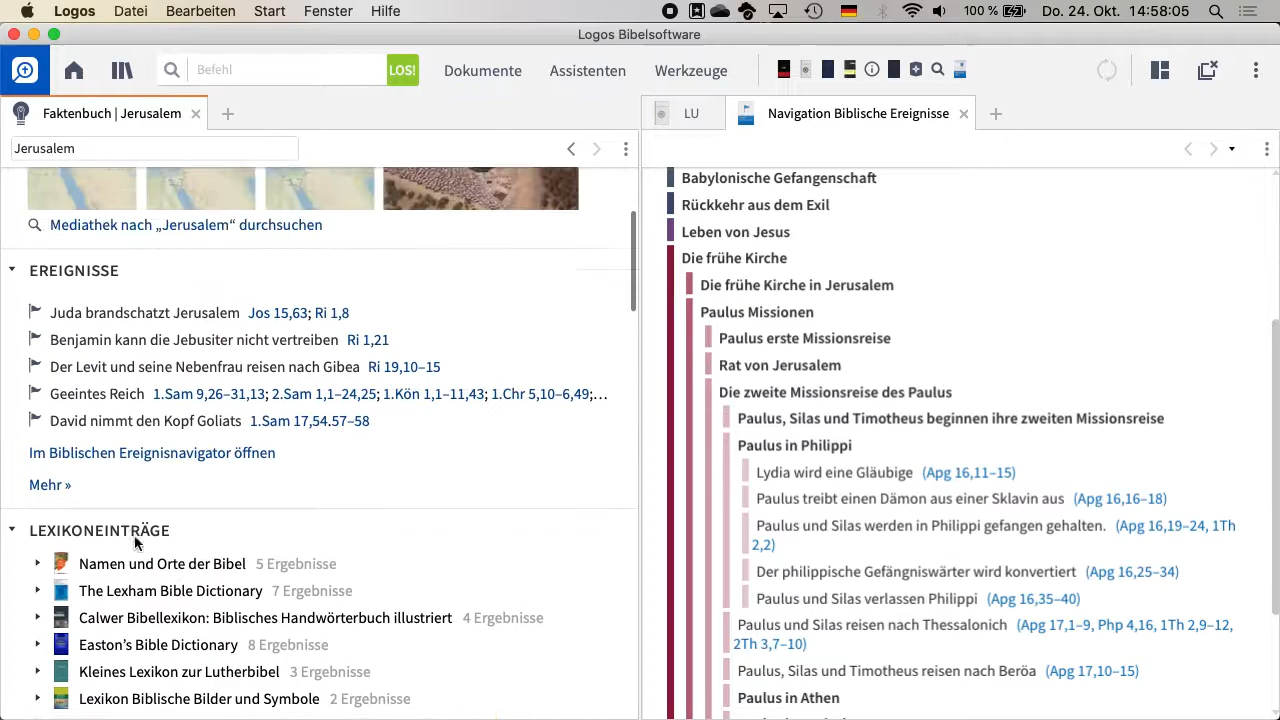 Logos Datei Bearbeiten Start Fenster Hilfe 100 % Do. 24. Okt. 14:58:05
Logos Bibelsoftware
Befehl LOS! Dokumente Assistenten Werkzeuge
Faktenbuch | Jerusalem
Jerusalem
Mediathek nach „Jerusalem“ durchsuchen
EREIGNISSE
Juda brandschatzt Jerusalem Jos 15,63; Ri 1,8
Benjamin kann die Jebusiter nicht vertreiben Ri 1,21
Der Levit und seine Nebenfrau reisen nach Gibea Ri 19,10–15
Geeintes Reich 1.Sam 9,26–31,13; 2.Sam 1,1–24,25; 1.Kön 1,1–11,43; 1.Chr 5,10–6,49;…
David nimmt den Kopf Goliats 1.Sam 17,54.57–58
Im Biblischen Ereignisnavigator öffnen
Mehr »
LEXIKONEINTRÄGE
Namen und Orte der Bibel 5 Ergebnisse
The Lexham Bible Dictionary 7 Ergebnisse
Calwer Bibellexikon: Biblisches Handwörterbuch illustriert 4 Ergebnisse
Easton’s Bible Dictionary 8 Ergebnisse
Kleines Lexikon zur Lutherbibel 3 Ergebnisse
Lexikon Biblische Bilder und Symbole 2 Ergebnisse
LU Navigation Biblische Ereignisse
Babylonische Gefangenschaft
Rückkehr aus dem Exil
Leben von Jesus
Die frühe Kirche
Die frühe Kirche in Jerusalem
Paulus Missionen
Paulus erste Missionsreise
Rat von Jerusalem
Die zweite Missionsreise des Paulus
Paulus, Silas und Timotheus beginnen ihre zweiten Missionsreise
Paulus in Philippi
Lydia wird eine Gläubige (Apg 16,11–15)
Paulus treibt einen Dämon aus einer Sklavin aus (Apg 16,16–18)
Paulus und Silas werden in Philippi gefangen gehalten. (Apg 16,19–24, 1Th
2,2)
Der philippische Gefängniswärter wird konvertiert (Apg 16,25–34)
Paulus und Silas verlassen Philippi (Apg 16,35–40)
Paulus und Silas reisen nach Thessalonich (Apg 17,1–9, Php 4,16, 1Th 2,9–12,
2Th 3,7–10)
Paulus, Silas und Timotheus reisen nach Beröa (Apg 17,10–15)
Paulus in Athen